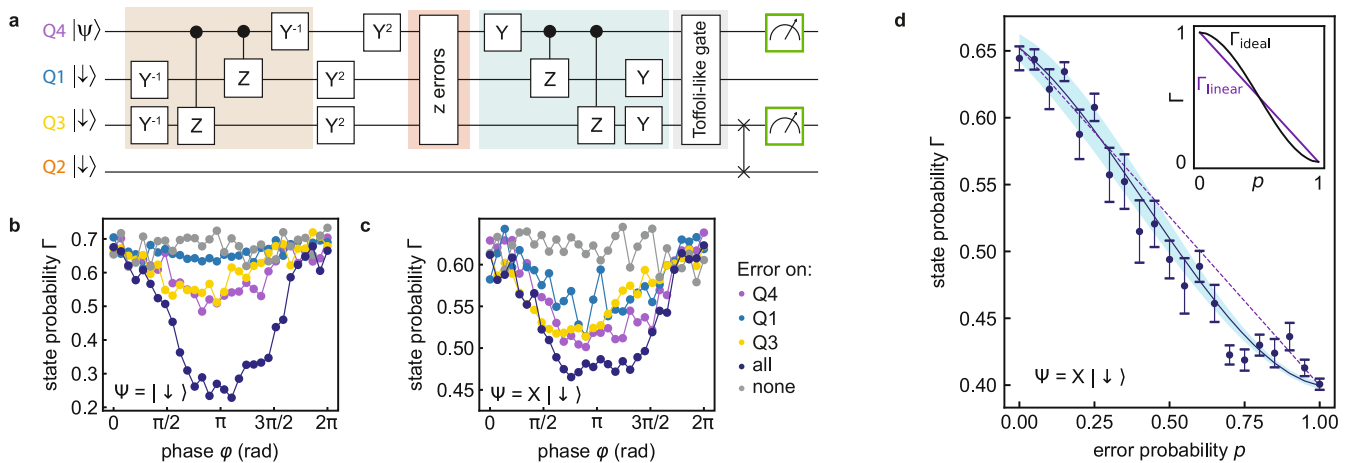 a
Q4 |ψ⟩ Y⁻¹ Y² Y
Q1 |↓⟩ Y⁻¹ Z Y² Z Y
Q3 |↓⟩ Y⁻¹ Z Y² Z Y
Q2 |↓⟩
z errors
Toffoli-like gate
b
state probability Γ
0.7
0.6
0.5
0.4
0.3
0.2
Ψ = | ↓ ⟩
0 π/2 π 3π/2 2π
phase φ (rad)
c
state probability Γ
0.60
0.55
0.50
0.45
Ψ = X | ↓ ⟩
0 π/2 π 3π/2 2π
phase φ (rad)
Error on:
Q4
Q1
Q3
all
none
d
state probability Γ
0.65
0.60
0.55
0.50
0.45
0.40
Ψ = X | ↓ ⟩
0.00 0.25 0.50 0.75 1.00
error probability p
1
Γ
0
Γideal
Γlinear
0 p 1